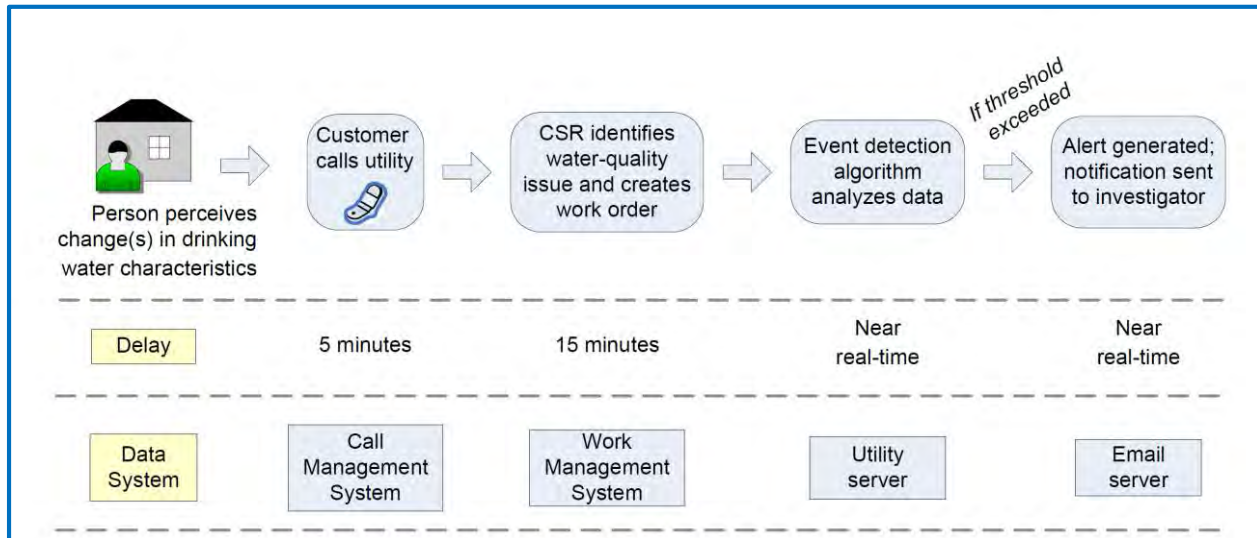 Person perceives
change(s) in drinking
water characteristics
Customer
calls utility
CSR identifies
water-quality
issue and creates
work order
Event detection
algorithm
analyzes data
If threshold
exceeded
Alert generated;
notification sent
to investigator
Delay
5 minutes
15 minutes
Near
real-time
Near
real-time
Data
System
Call
Management
System
Work
Management
System
Utility
server
Email
server